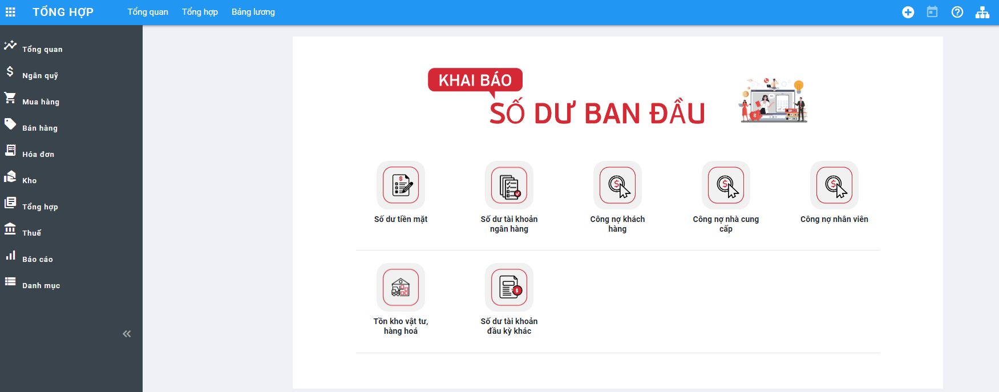 TỔNG HỢP
Tổng quan
Tổng hợp
Bảng lương
Tổng quan
Ngân quỹ
Mua hàng
Bán hàng
Hóa đơn
Kho
Tổng hợp
Thuế
Báo cáo
Danh mục
KHAI BÁO
SỐ DƯ BAN ĐẦU
Số dư tiền mặt
Số dư tài khoản
ngân hàng
Công nợ khách
hàng
Công nợ nhà cung
cấp
Công nợ nhân viên
Tồn kho vật tư,
hàng hoá
Số dư tài khoản
đầu kỳ khác